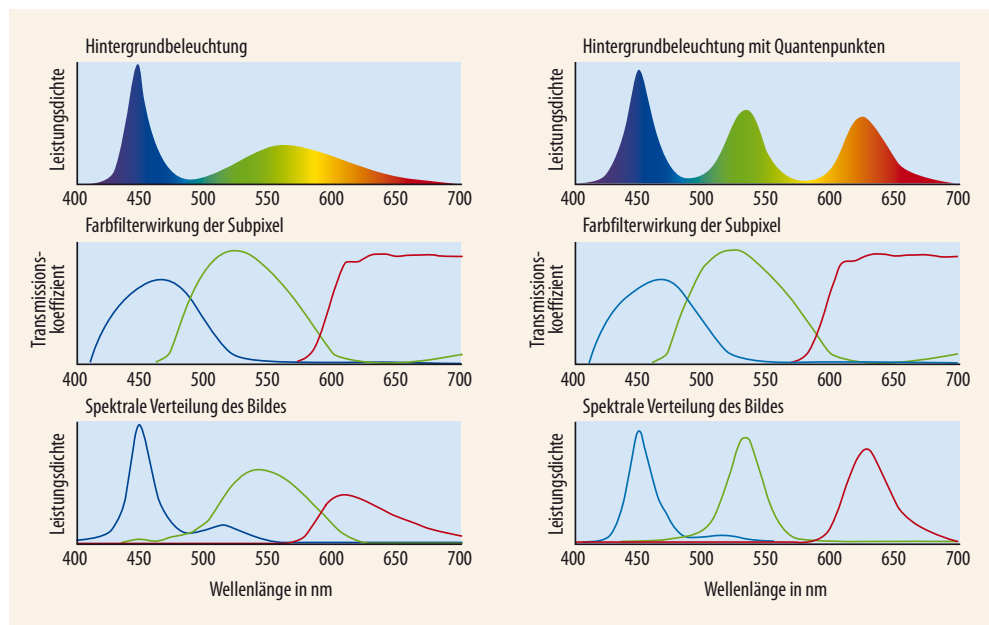 Hintergrundbeleuchtung
Leistungsdichte
400 450 500 550 600 650 700
Farbfilterwirkung der Subpixel
Transmissions-
koeffizient
400 450 500 550 600 650 700
Spektrale Verteilung des Bildes
Leistungsdichte
400 450 500 550 600 650 700
Wellenlänge in nm
Hintergrundbeleuchtung mit Quantenpunkten
Leistungsdichte
400 450 500 550 600 650 700
Farbfilterwirkung der Subpixel
Transmissions-
koeffizient
400 450 500 550 600 650 700
Spektrale Verteilung des Bildes
Leistungsdichte
400 450 500 550 600 650 700
Wellenlänge in nm